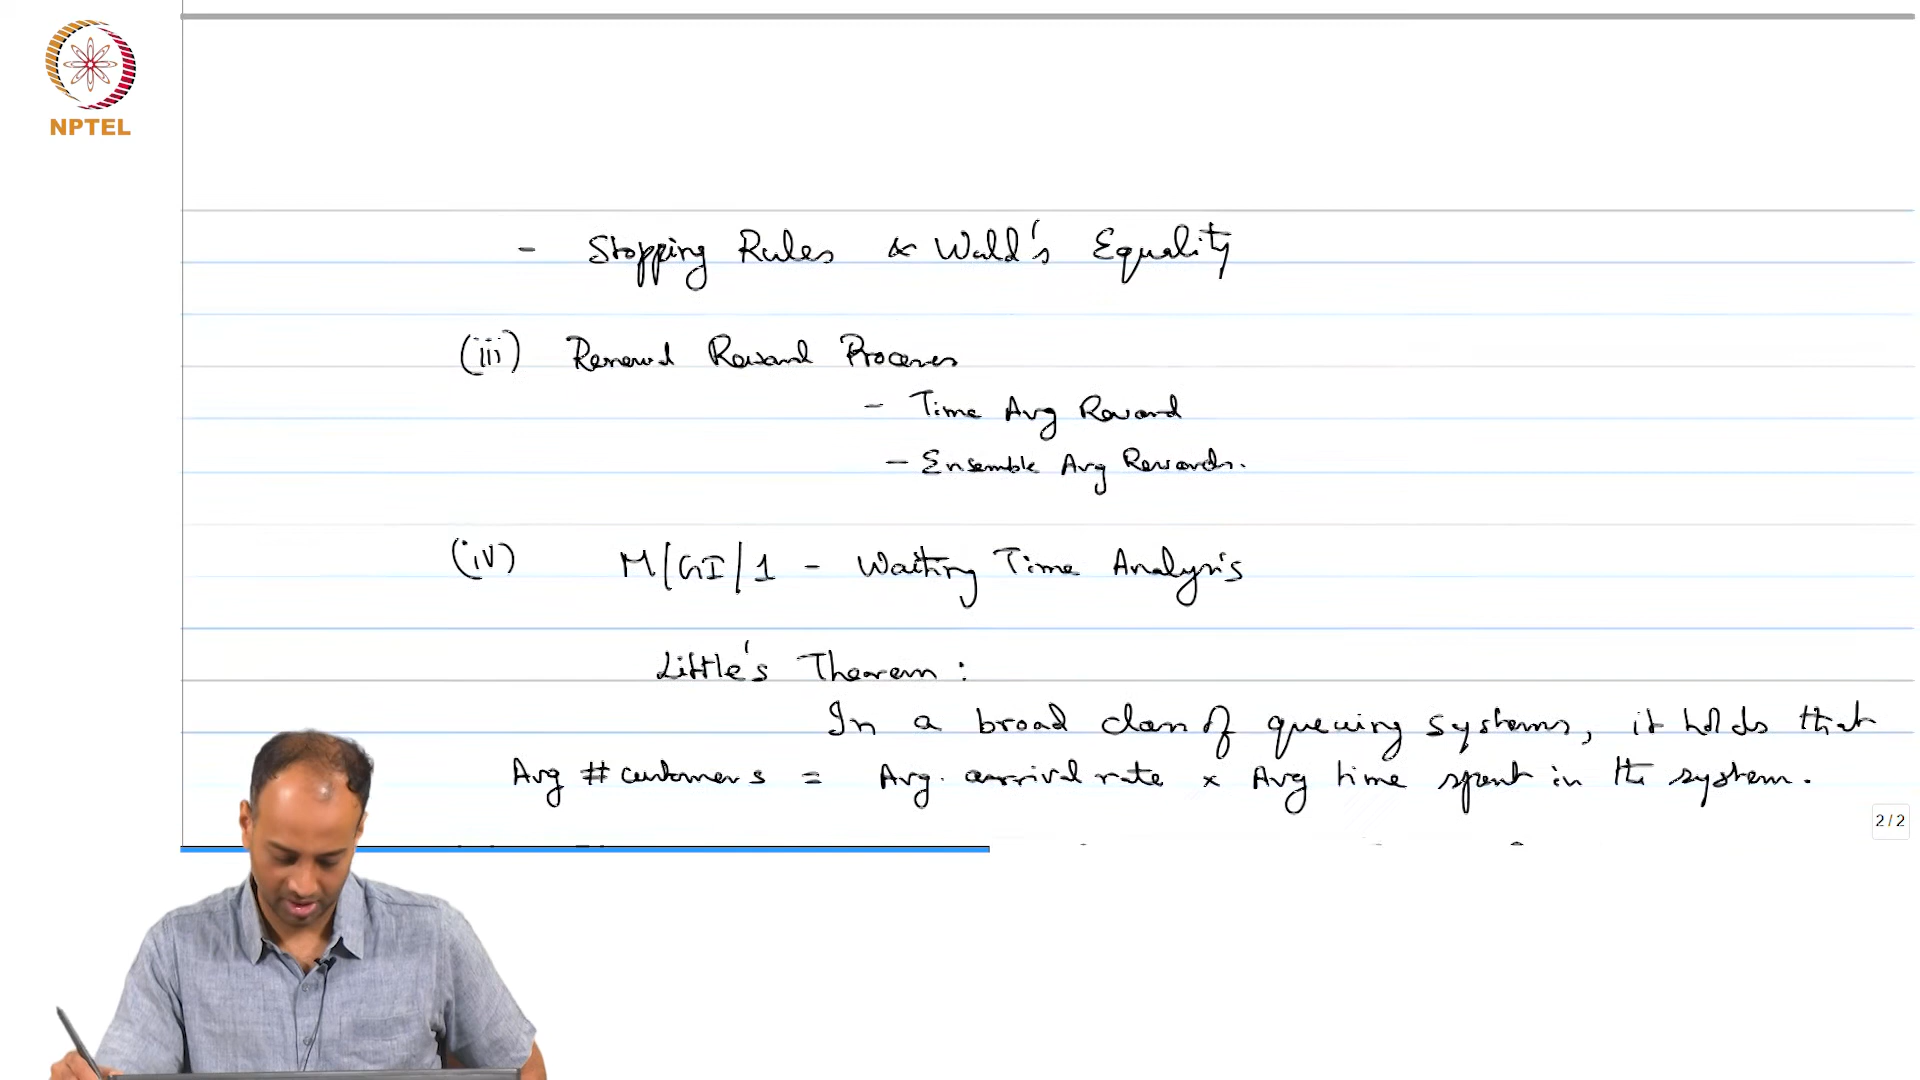 NPTEL
- Stopping Rules & Wald's Equality
(iii) Renewal Reward Processes
- Time Avg Reward
- Ensemble Avg Rewards.
(iv) M/GI/1 - Waiting Time Analysis
Little's Theorem:
In a broad class of queuing systems, it holds that
Avg # customers = Avg. arrival rate × Avg time spent in the system.
2/2